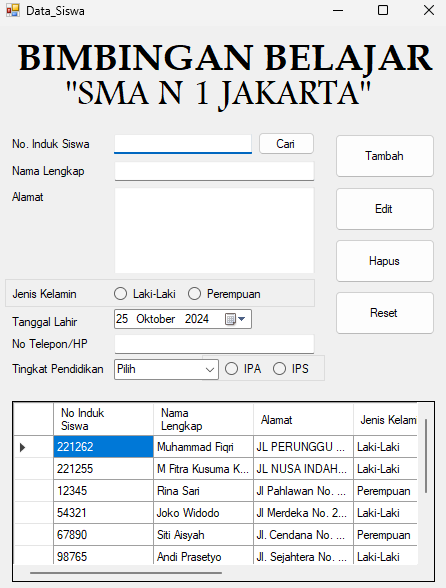 Data_Siswa
BIMBINGAN BELAJAR
"SMA N 1 JAKARTA"
No. Induk Siswa Cari
Tambah
Nama Lengkap
Alamat
Edit
Hapus
Jenis Kelamin Laki-Laki Perempuan
Reset
Tanggal Lahir 25 Oktober 2024
No Telepon/HP
Tingkat Pendidikan Pilih IPA IPS
No Induk Siswa Nama Lengkap Alamat Jenis Kelami
221262 Muhammad Fiqri JL PERUNGGU ... Laki-Laki
221255 M Fitra Kusuma K... JL NUSA INDAH... Laki-Laki
12345 Rina Sari Jl Pahlawan No. ... Perempuan
54321 Joko Widodo Jl Merdeka No. 2... Laki-Laki
67890 Siti Aisyah Jl. Cendana No. ... Perempuan
98765 Andi Prasetyo Jl. Sejahtera No. ... Laki-Laki